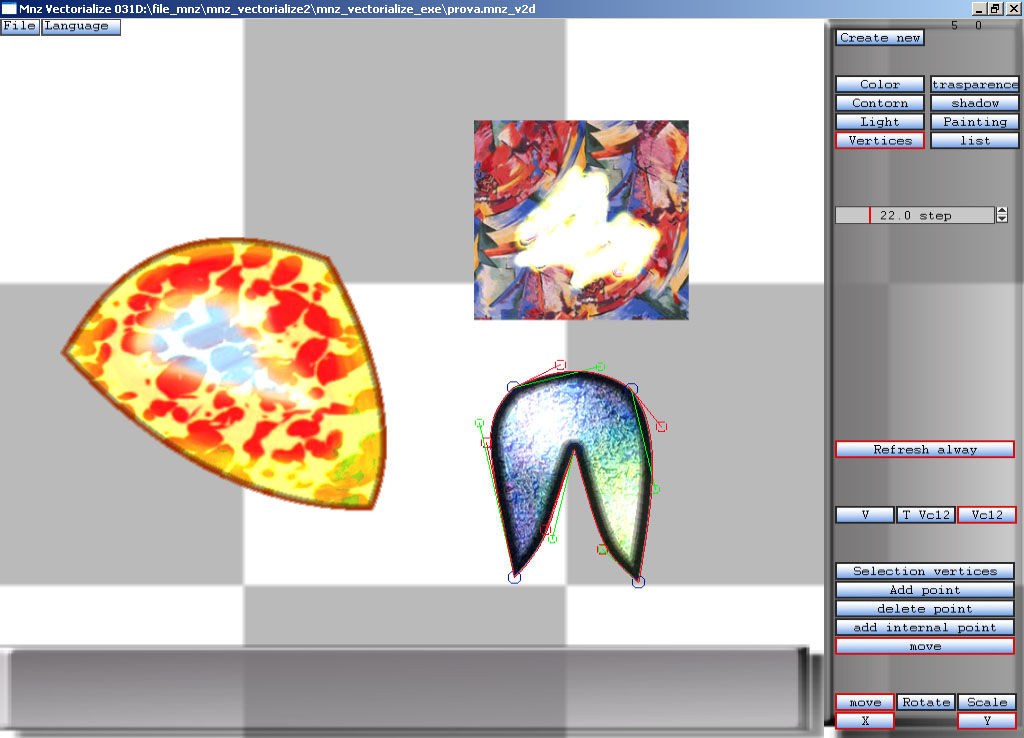 Mnz Vectorialize 031D:\file_mnz\mnz_vectorialize2\mnz_vectorialize_exe\prova.mnz_v2d
File Language
5 0
Create new
Color trasparence
Contorn shadow
Light Painting
Vertices list
22.0 step
Refresh alway
V T Vc12 Vc12
Selection vertices
Add point
delete point
add internal point
move
move Rotate Scale
X Y